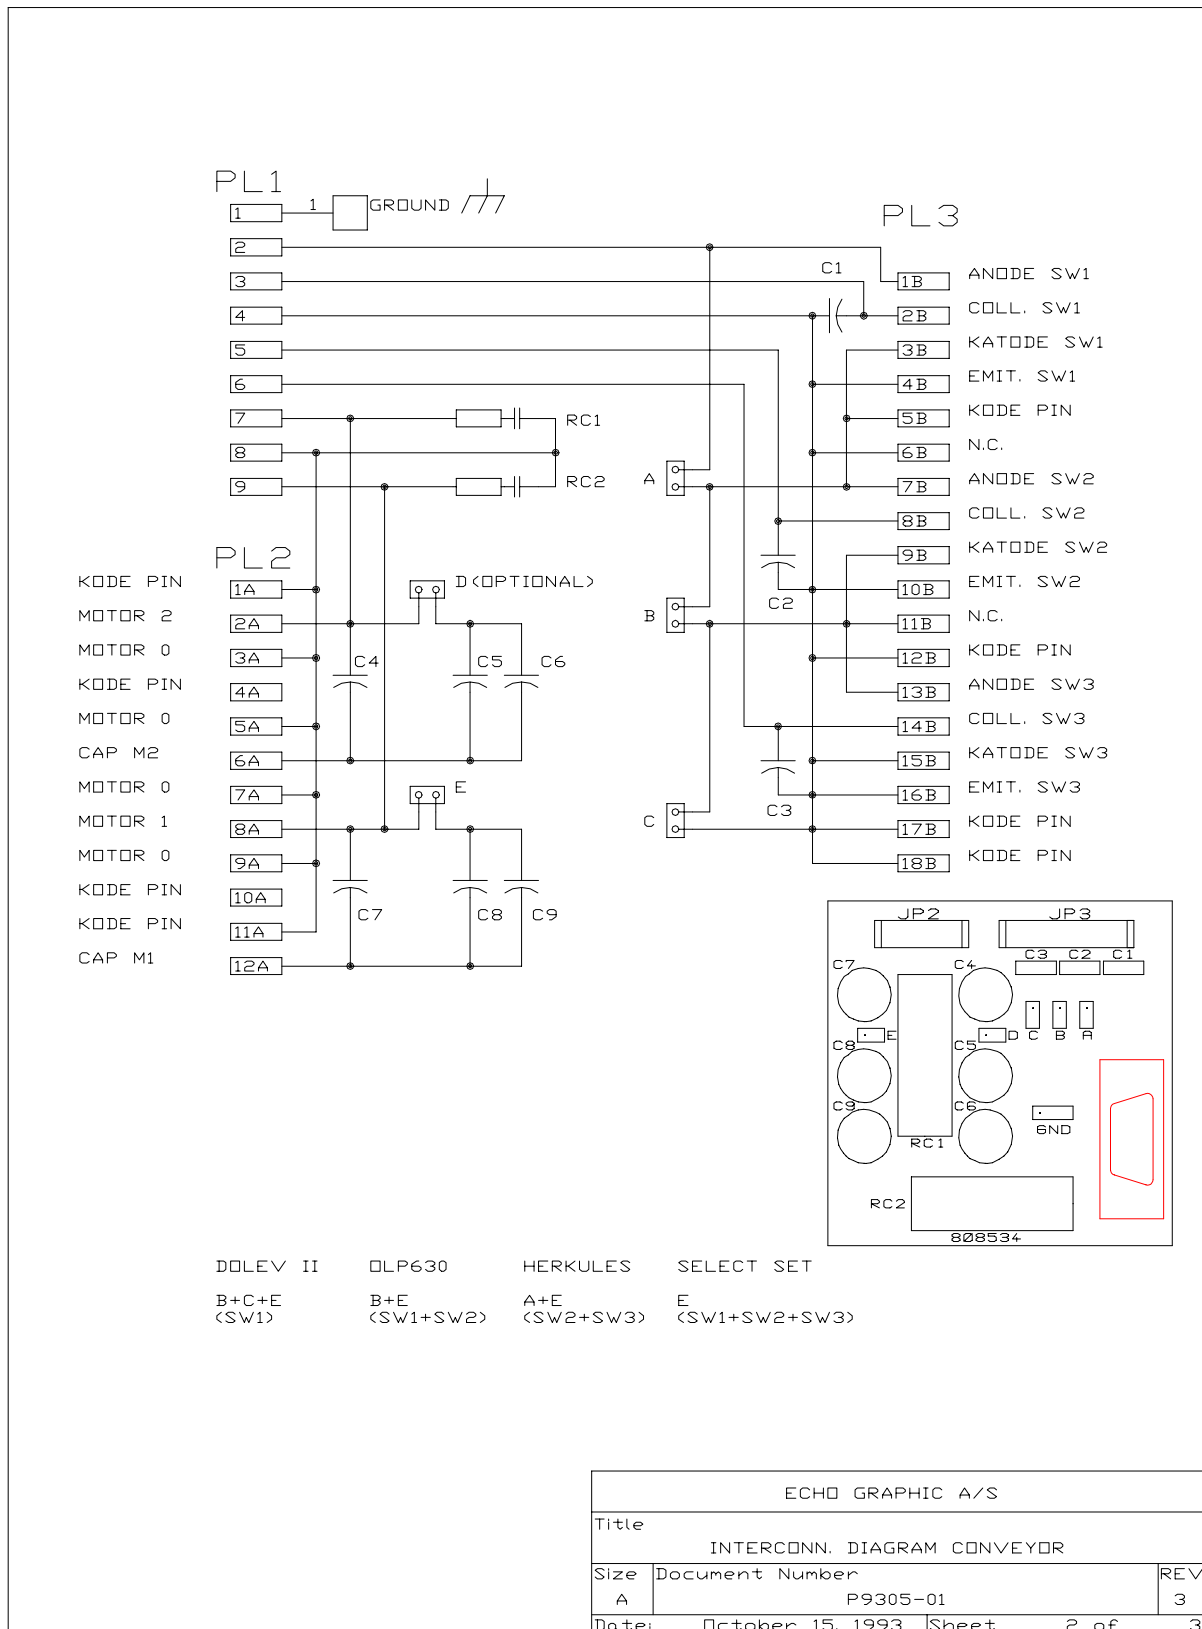 PL1
1 1 GROUND
2
3
4
5
6
7
8
9
RC1
RC2
PL2
KODE PIN 1A
MOTOR 2 2A
MOTOR 0 3A
KODE PIN 4A
MOTOR 0 5A
CAP M2 6A
MOTOR 0 7A
MOTOR 1 8A
MOTOR 0 9A
KODE PIN 10A
KODE PIN 11A
CAP M1 12A
D(OPTIONAL)
C4 C5 C6
E
C7 C8 C9
A
B
C
C1
C2
C3
PL3
1B ANODE SW1
2B COLL. SW1
3B KATODE SW1
4B EMIT. SW1
5B KODE PIN
6B N.C.
7B ANODE SW2
8B COLL. SW2
9B KATODE SW2
10B EMIT. SW2
11B N.C.
12B KODE PIN
13B ANODE SW3
14B COLL. SW3
15B KATODE SW3
16B EMIT. SW3
17B KODE PIN
18B KODE PIN
JP2 JP3
C7 C4 C3 C2 C1
E D C B A
C8 C5
C9 C6
GND
RC1
RC2
808534
DOLEV II OLP630 HERKULES SELECT SET
B+C+E B+E A+E E
(SW1) (SW1+SW2) (SW2+SW3) (SW1+SW2+SW3)
ECHO GRAPHIC A/S
Title
INTERCONN. DIAGRAM CONVEYOR
Size Document Number REV
A P9305-01 3
Date: October 15, 1993 Sheet 2 of 3